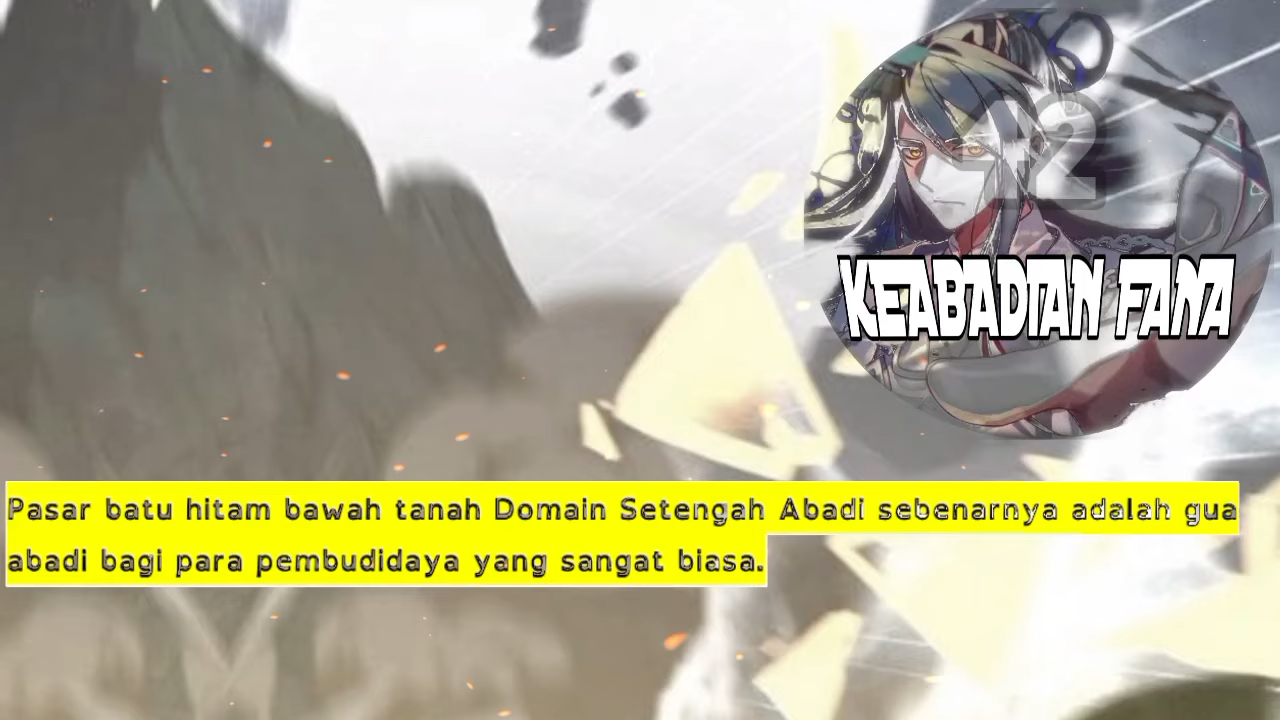 42
KEABADIAN FANA
Pasar batu hitam bawah tanah Domain Setengah Abadi sebenarnya adalah gua
abadi bagi para pembudidaya yang sangat biasa.